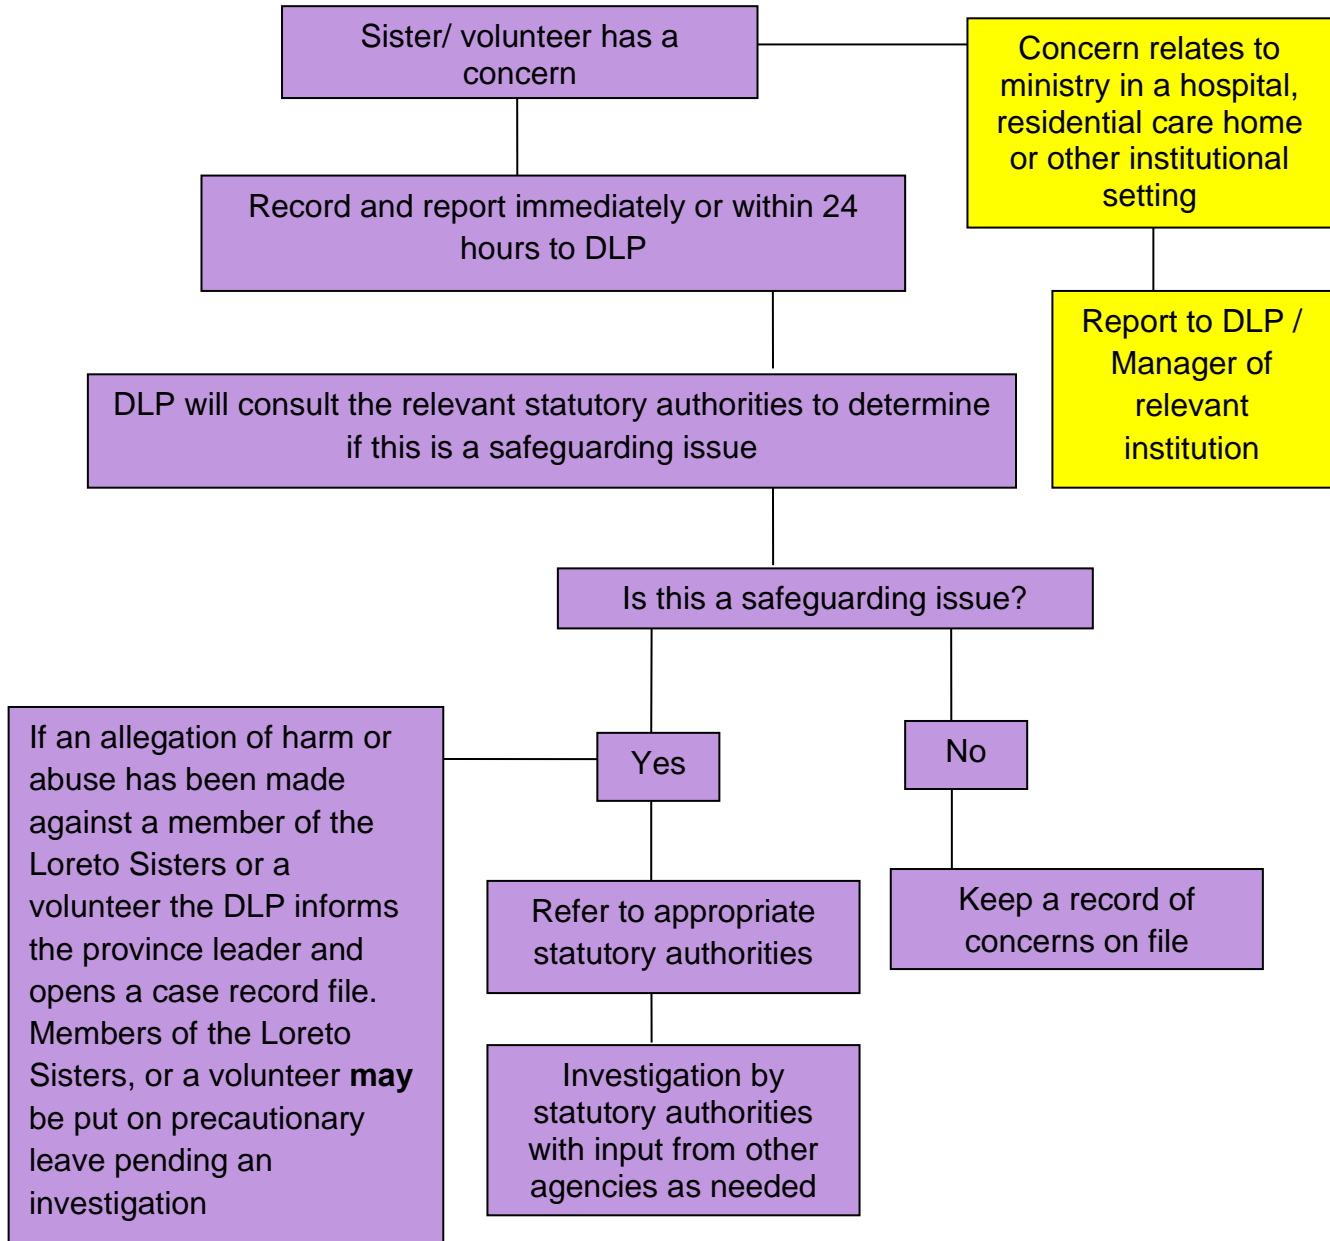 Sister/ volunteer has a
concern
Concern relates to
ministry in a hospital,
residential care home
or other institutional
setting
Record and report immediately or within 24
hours to DLP
Report to DLP /
Manager of
relevant
institution
DLP will consult the relevant statutory authorities to determine
if this is a safeguarding issue
Is this a safeguarding issue?
If an allegation of harm or
abuse has been made
against a member of the
Loreto Sisters or a
volunteer the DLP informs
the province leader and
opens a case record file.
Members of the Loreto
Sisters, or a volunteer may
be put on precautionary
leave pending an
investigation
Yes
No
Refer to appropriate
statutory authorities
Keep a record of
concerns on file
Investigation by
statutory authorities
with input from other
agencies as needed